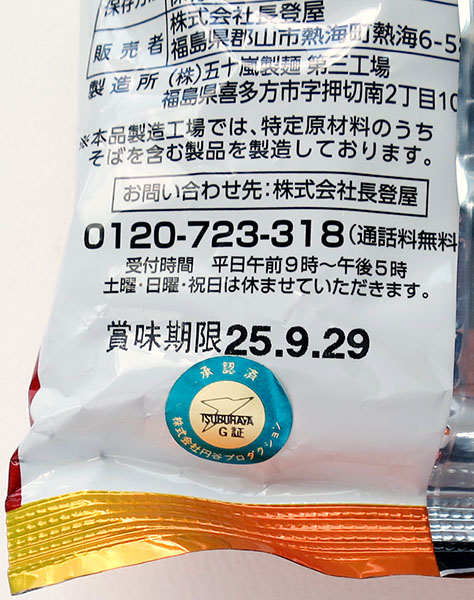 保存方
株式会社長登屋
販売者 福島県郡山市熱海町熱海6-5
製造所 (株)五十嵐製麺 第三工場
福島県喜多方市字押切南2丁目10
※本品製造工場では、特定原材料のうち
そばを含む製品を製造しております。
お問い合わせ先:株式会社長登屋
0120-723-318(通話料無料
受付時間 平日午前9時~午後5時
土曜・日曜・祝日は休ませていただきます。
賞味期限25.9.29
承認済
TSUBURAYA
G証
株式会社円谷プロダクション